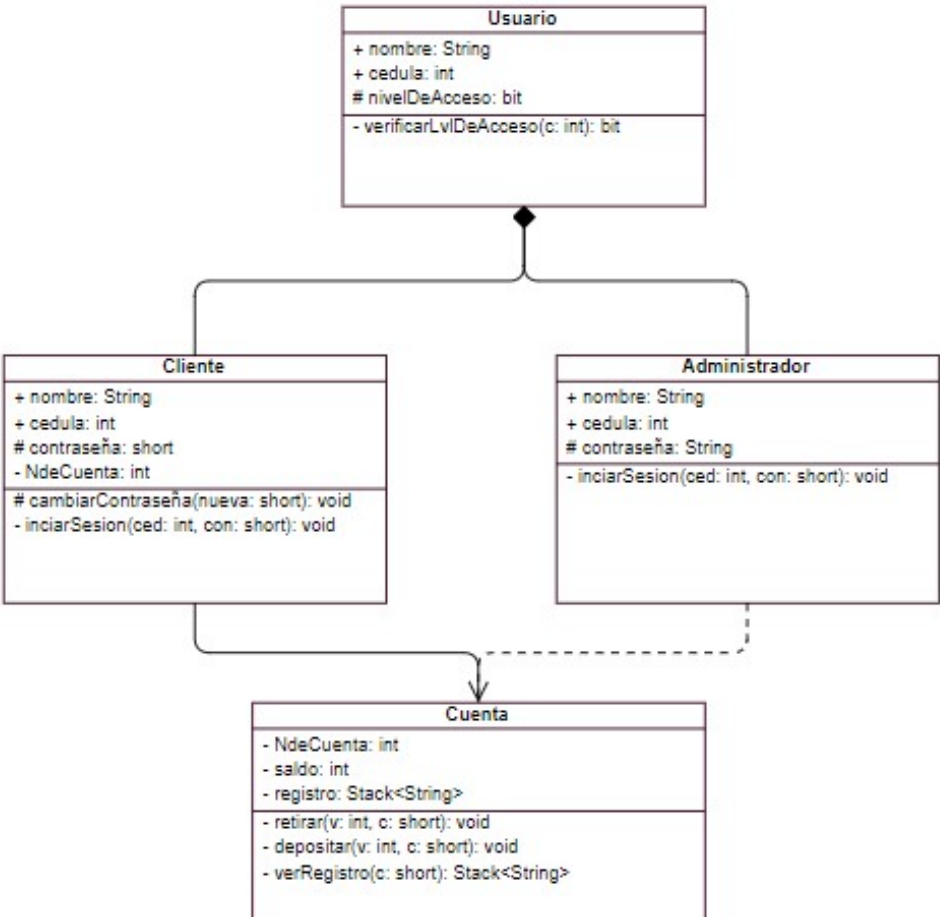 Usuario
+ nombre: String
+ cedula: int
# nivelDeAcceso: bit
- verificarLvlDeAcceso(c: int): bit
Cliente
+ nombre: String
+ cedula: int
# contraseña: short
- NdeCuenta: int
# cambiarContraseña(nueva: short): void
- inciarSesion(ced: int, con: short): void
Administrador
+ nombre: String
+ cedula: int
# contraseña: String
- inciarSesion(ced: int, con: short): void
Cuenta
- NdeCuenta: int
- saldo: int
- registro: Stack<String>
- retirar(v: int, c: short): void
- depositar(v: int, c: short): void
- verRegistro(c: short): Stack<String>